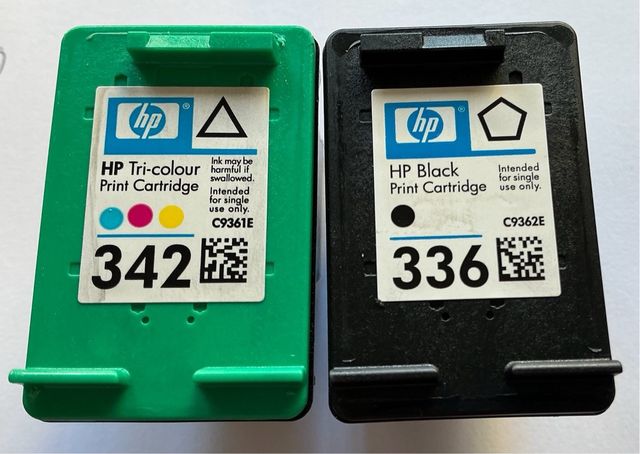 hp®
HP Tri-colour
Print Cartridge
Ink may be
harmful if
swallowed.
Intended
for single
use only.
C9361E
342
hp®
HP Black
Print Cartridge
Intended
for single
use only.
C9362E
336